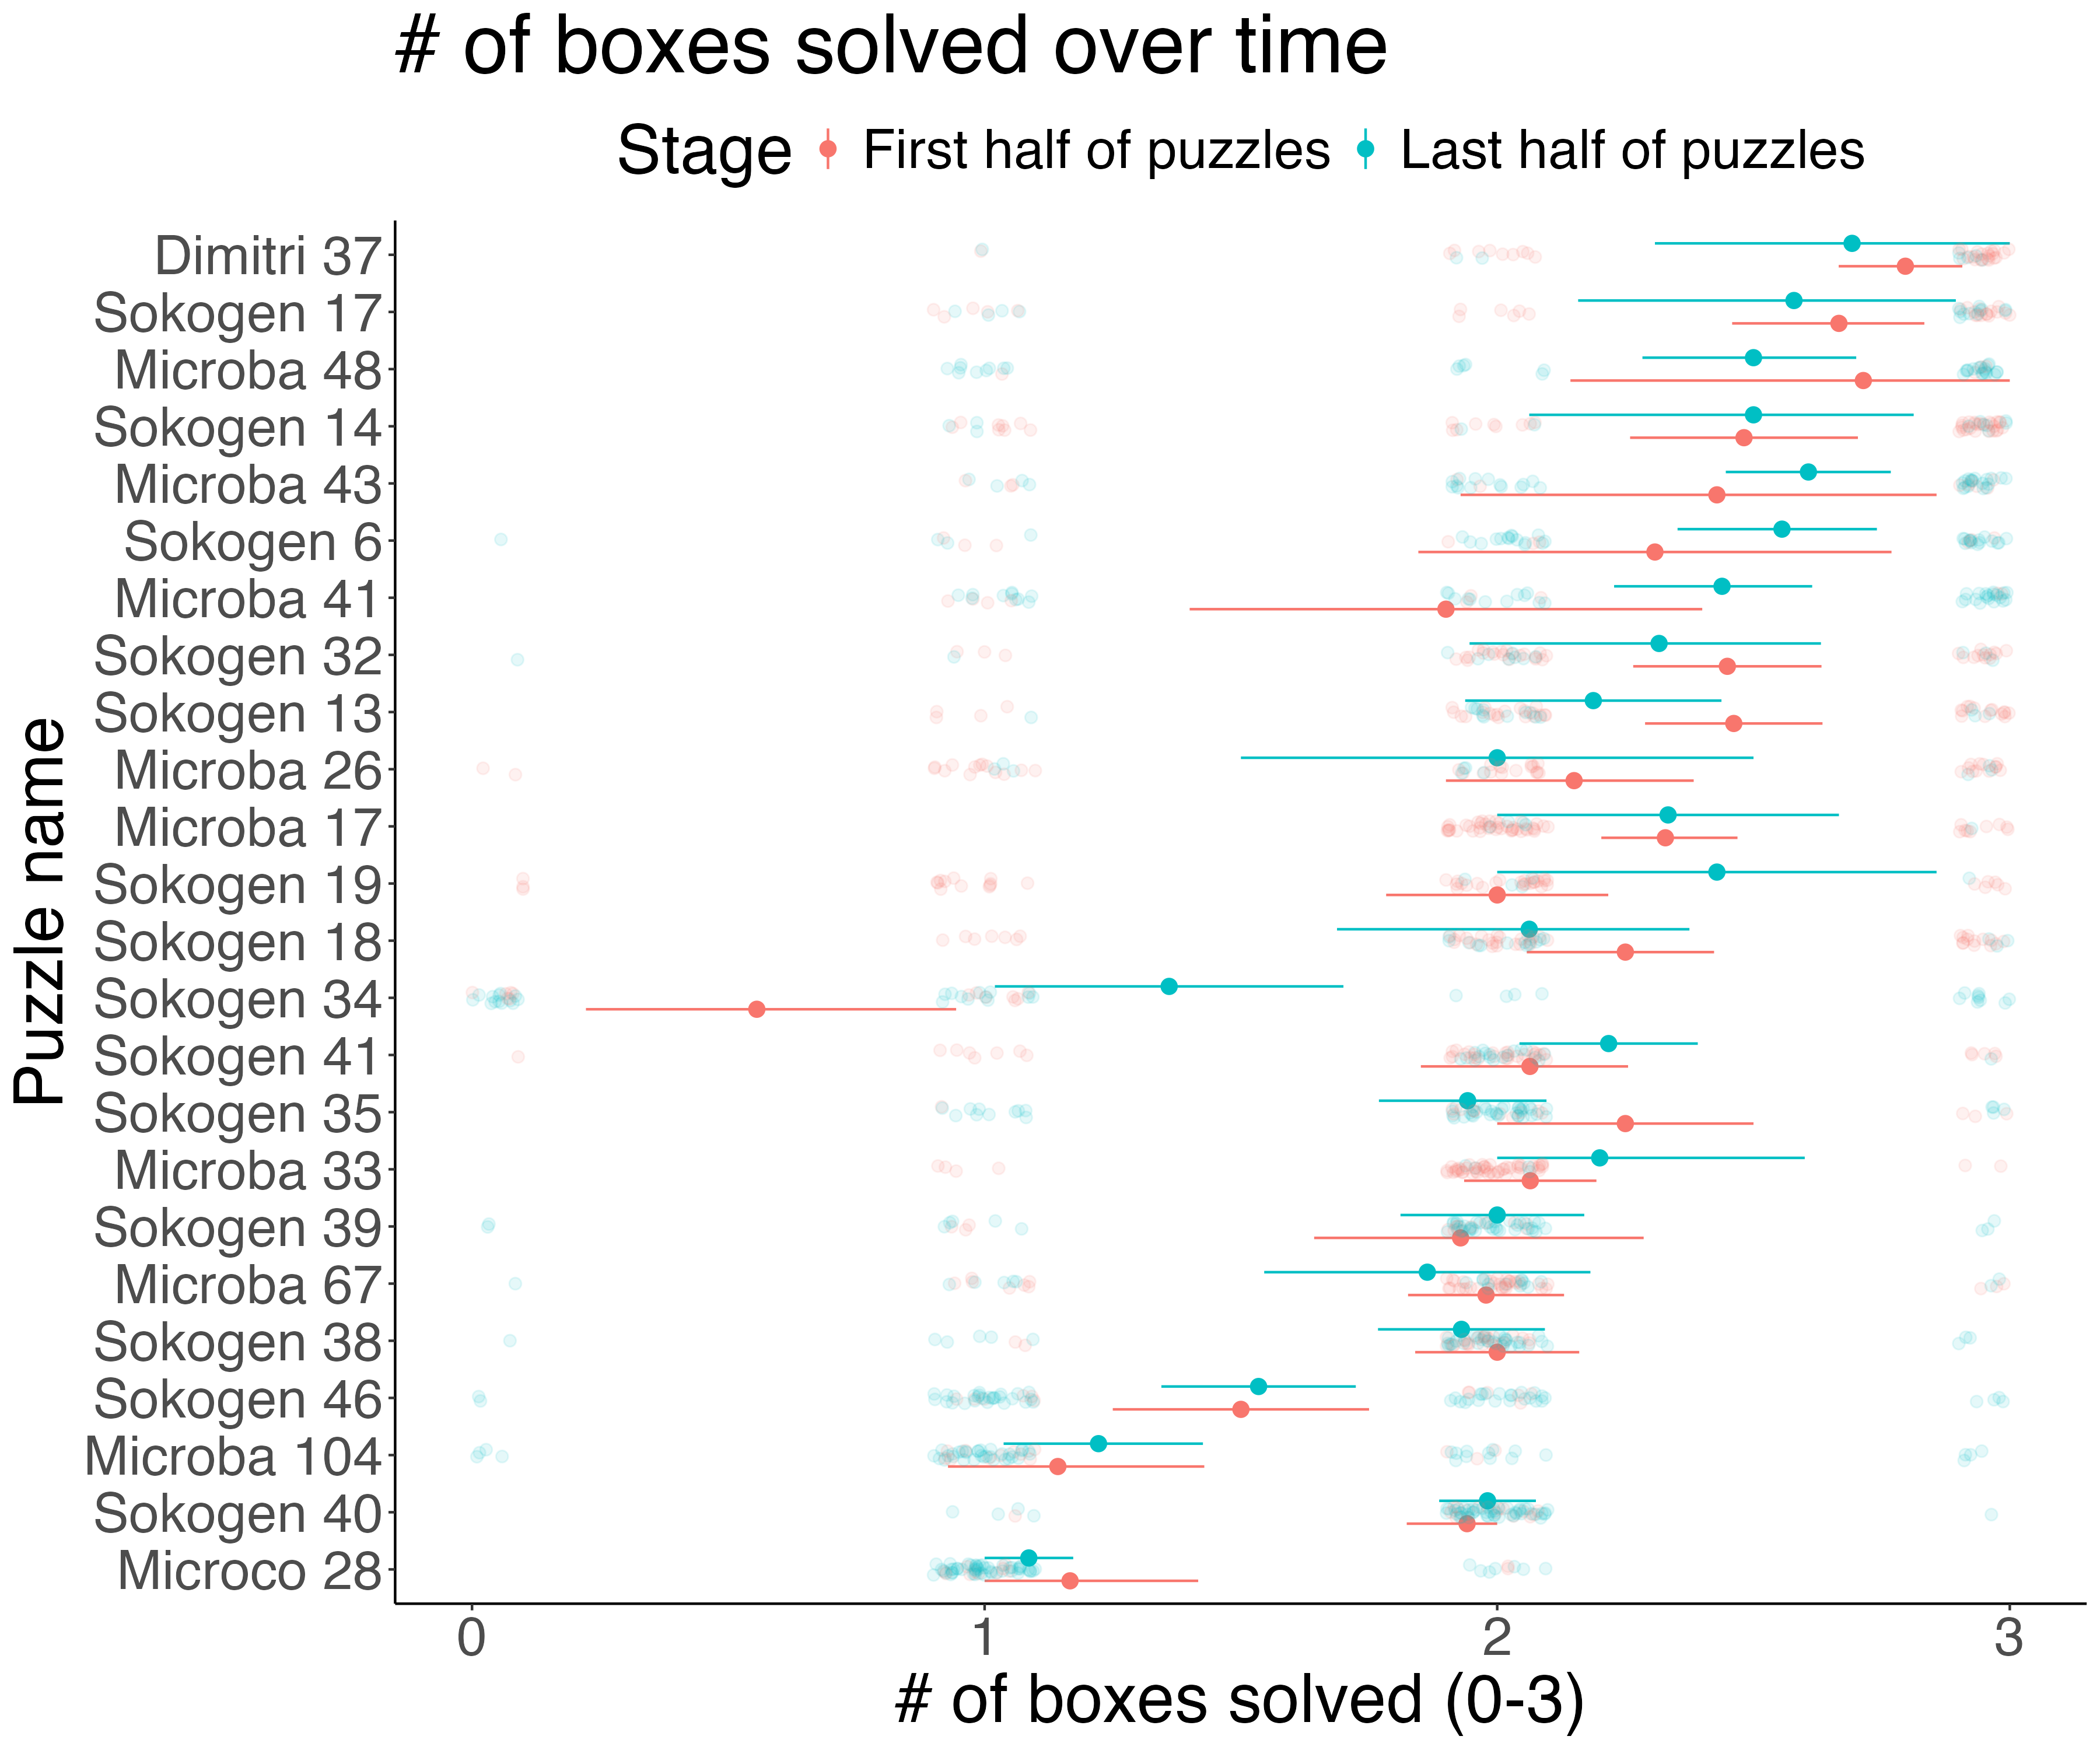 # of boxes solved over time
Stage First half of puzzles Last half of puzzles
Puzzle name
Dimitri 37
Sokogen 17
Microba 48
Sokogen 14
Microba 43
Sokogen 6
Microba 41
Sokogen 32
Sokogen 13
Microba 26
Microba 17
Sokogen 19
Sokogen 18
Sokogen 34
Sokogen 41
Sokogen 35
Microba 33
Sokogen 39
Microba 67
Sokogen 38
Sokogen 46
Microba 104
Sokogen 40
Microco 28
0 1 2 3
# of boxes solved (0-3)